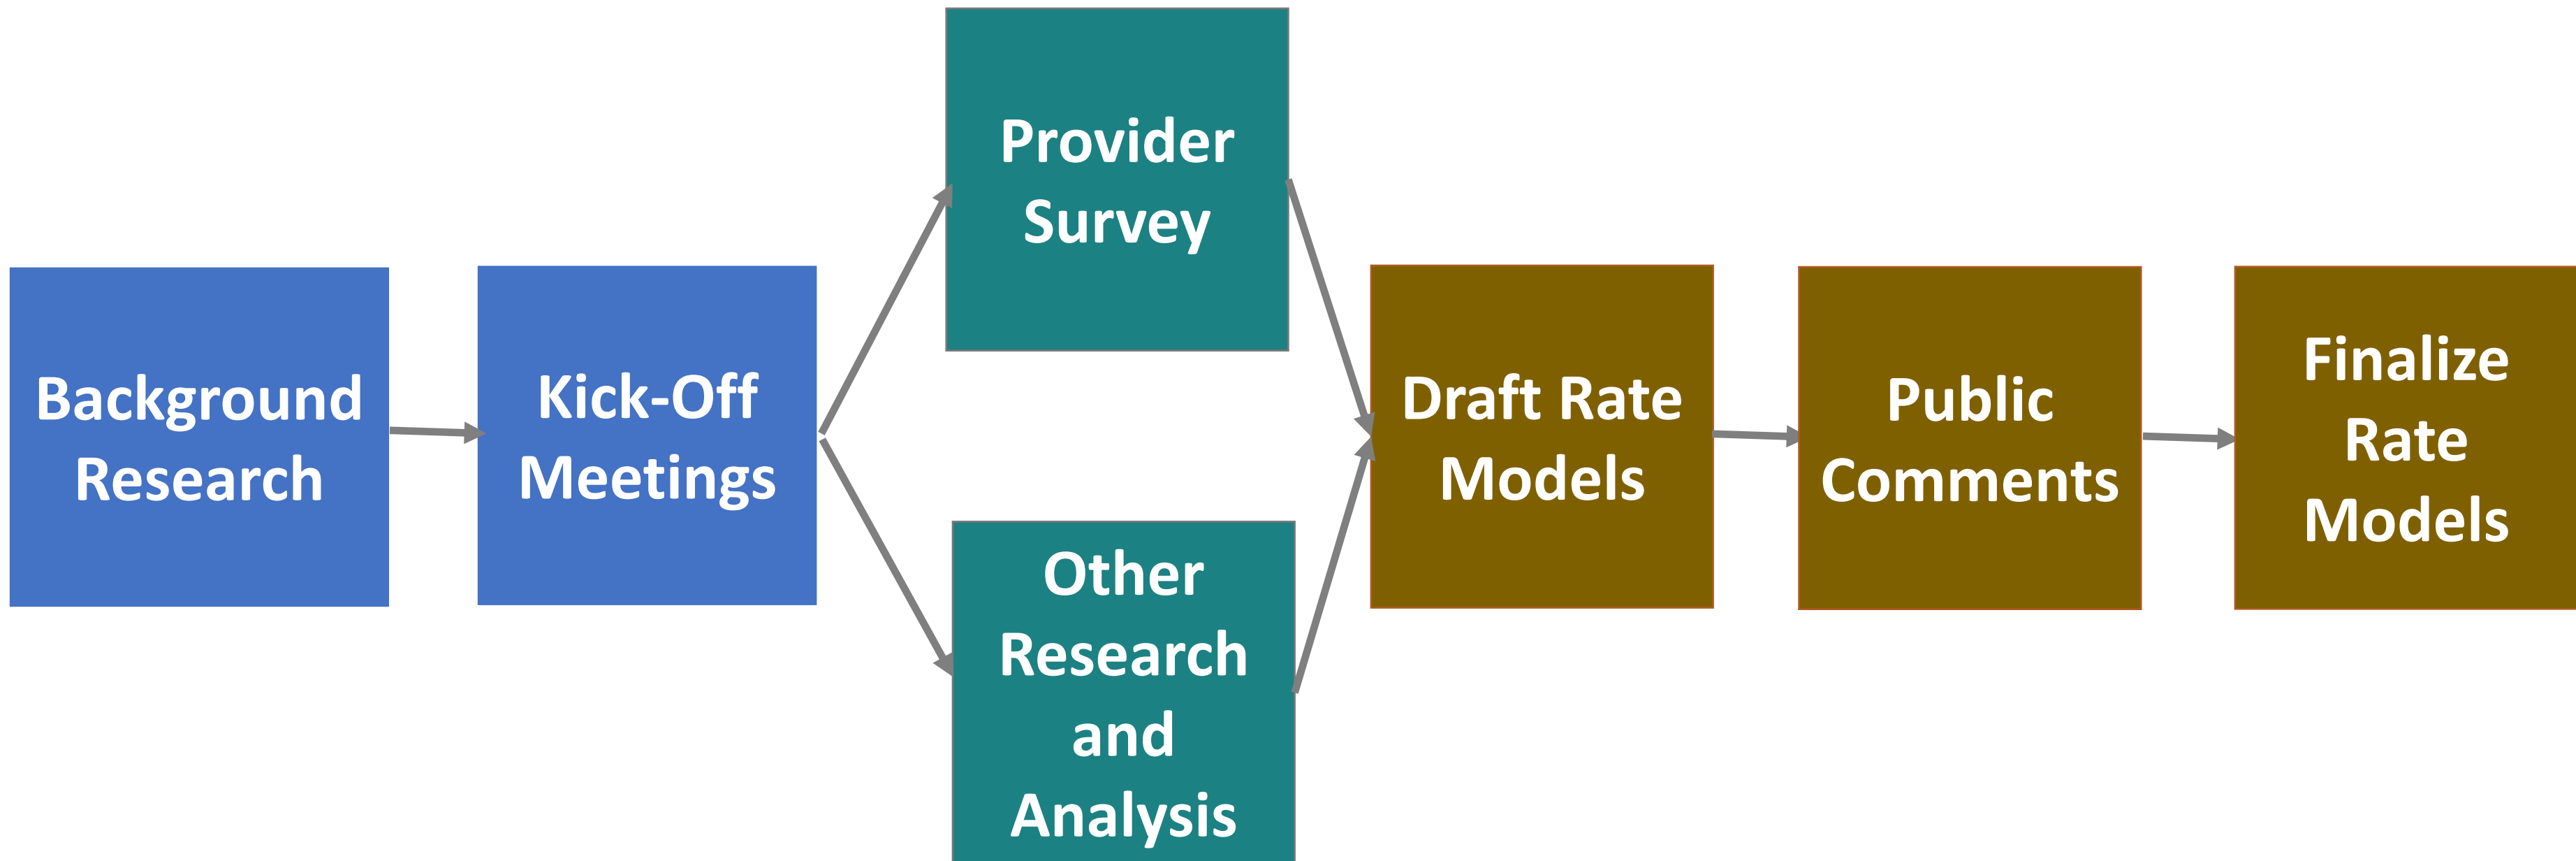 Background
Research
Kick-Off
Meetings
Provider
Survey
Other
Research
and
Analysis
Draft Rate
Models
Public
Comments
Finalize
Rate
Models